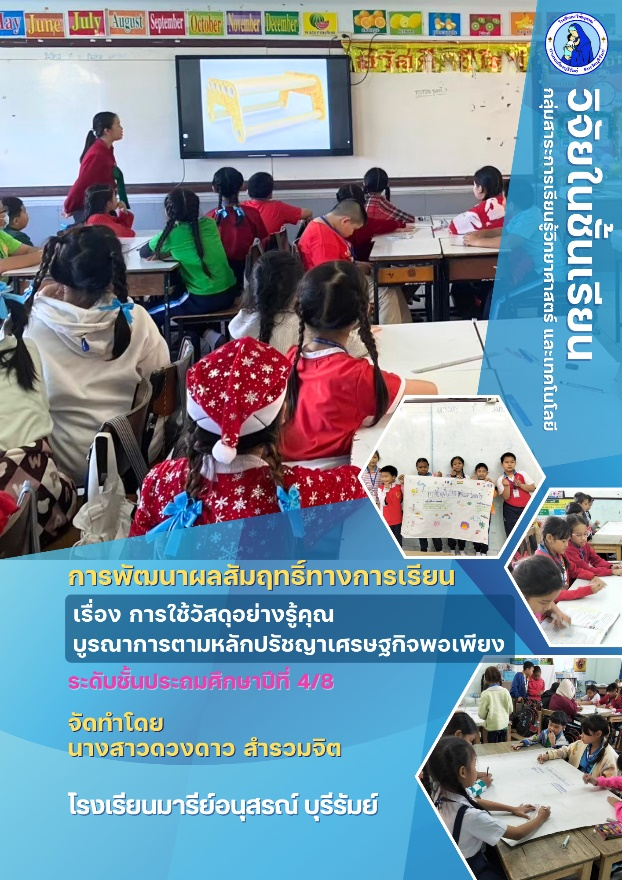 May
June
July
August
September
October
November
December
watermelon
วิจัยในชั้นเรียน
กลุ่มสาระการเรียนรู้วิทยาศาสตร์ และเทคโนโลยี
การพัฒนาผลสัมฤทธิ์ทางการเรียน
เรื่อง การใช้วัสดุอย่างรู้คุณ
บูรณาการตามหลักปรัชญาเศรษฐกิจพอเพียง
ระดับชั้นประถมศึกษาปีที่ 4/8
จัดทำโดย
นางสาวดวงดาว สำรวมจิต
โรงเรียนมารีย์อนุสรณ์ บุรีรัมย์